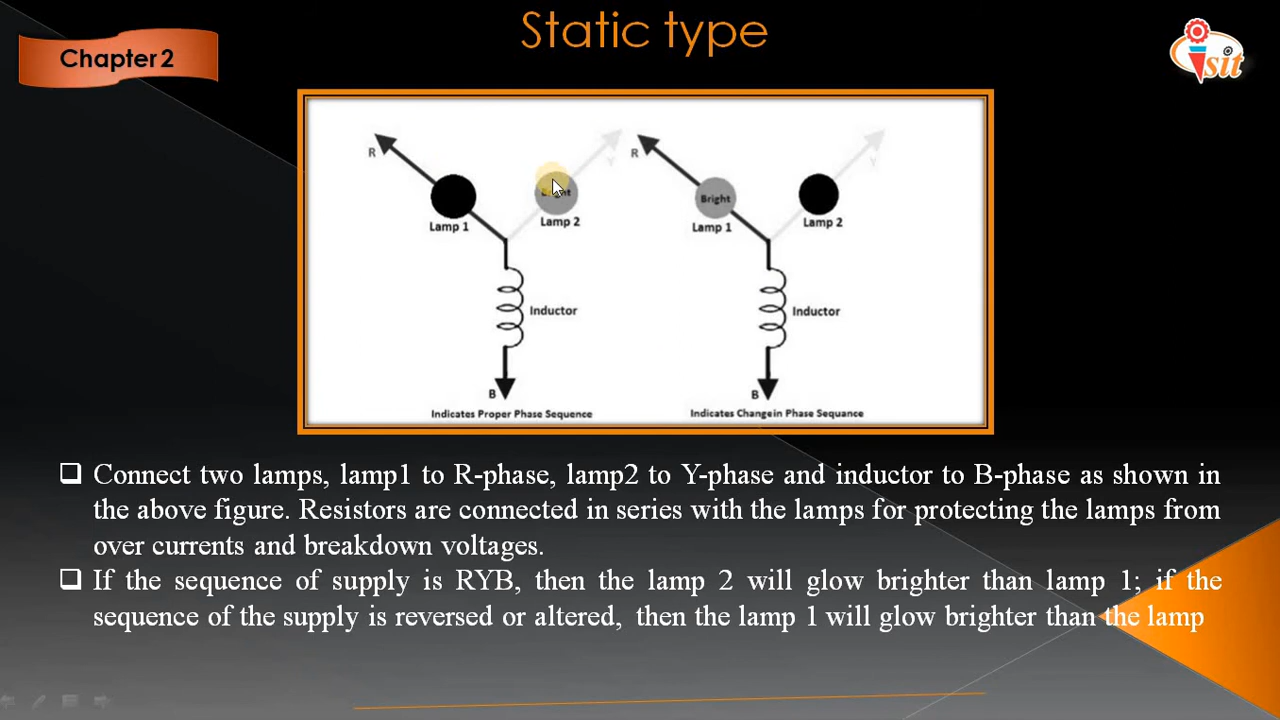 Static type
Chapter 2
sit
R
Y
Bright
Lamp 1
Lamp 2
Inductor
B
Indicates Proper Phase Sequence
R
Y
Bright
Lamp 1
Lamp 2
Inductor
B
Indicates Change in Phase Sequance
❑ Connect two lamps, lamp1 to R-phase, lamp2 to Y-phase and inductor to B-phase as shown in
the above figure. Resistors are connected in series with the lamps for protecting the lamps from
over currents and breakdown voltages.
❑ If the sequence of supply is RYB, then the lamp 2 will glow brighter than lamp 1; if the
sequence of the supply is reversed or altered, then the lamp 1 will glow brighter than the lamp